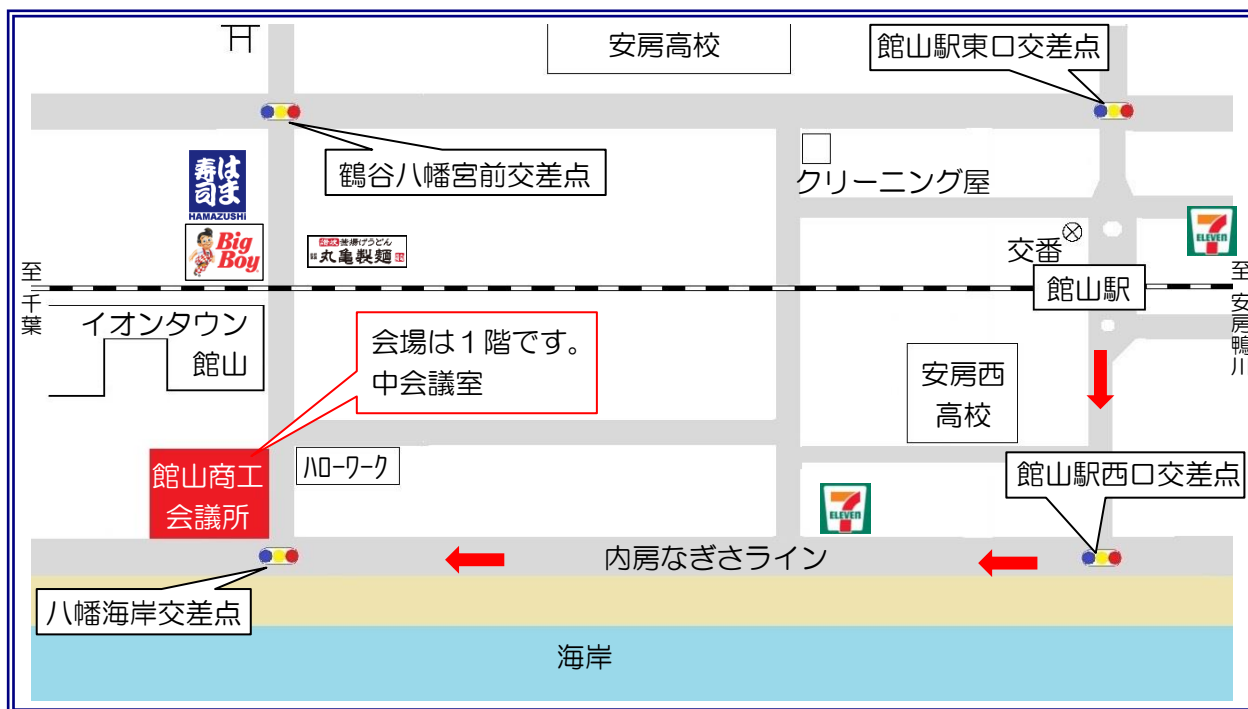 安房高校
館山駅東口交差点
鶴谷八幡宮前交差点
クリーニング屋
はま
寿司
HAMAZUSHI
Big
Boy
丸亀製麺
交番
7
ELEVEN
館山駅
至千葉
至安房鴨川
イオンタウン
館山
会場は１階です。
中会議室
安房西
高校
館山商工
会議所
ﾊﾛｰﾜｰｸ
館山駅西口交差点
7
ELEVEN
内房なぎさライン
八幡海岸交差点
海岸